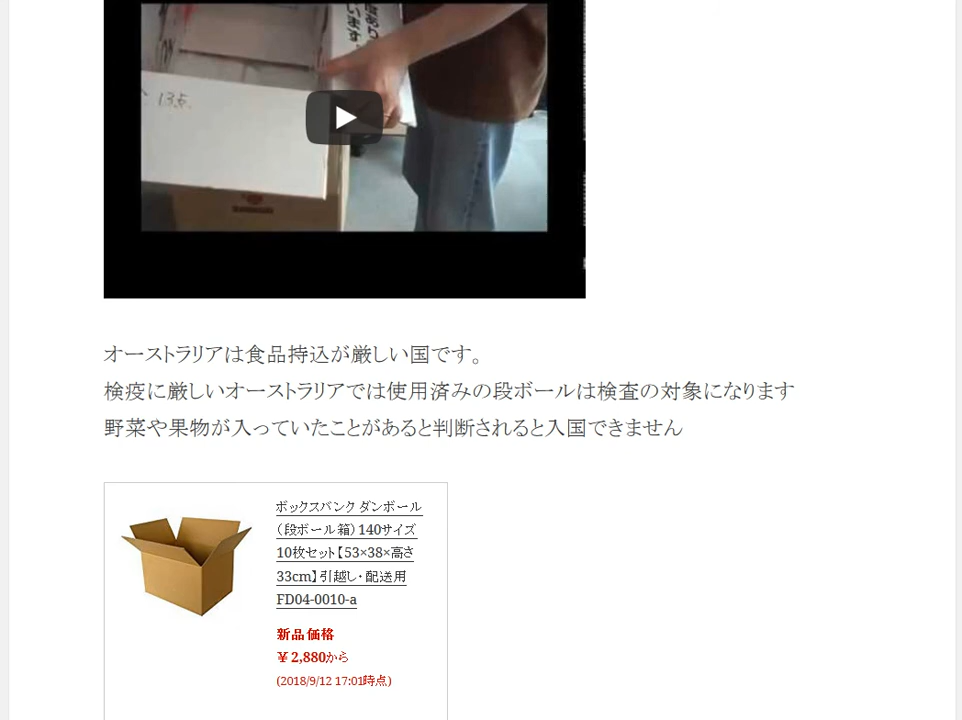 います。
135
オーストラリアは食品持込が厳しい国です。
検疫に厳しいオーストラリアでは使用済みの段ボールは検査の対象になります
野菜や果物が入っていたことがあると判断されると入国できません
ボックスバンク ダンボール
（段ボール箱）140サイズ
10枚セット【53×38×高さ
33cm】引越し・配送用
FD04-0010-a
新品価格
￥2,880から
(2018/9/12 17:01時点)